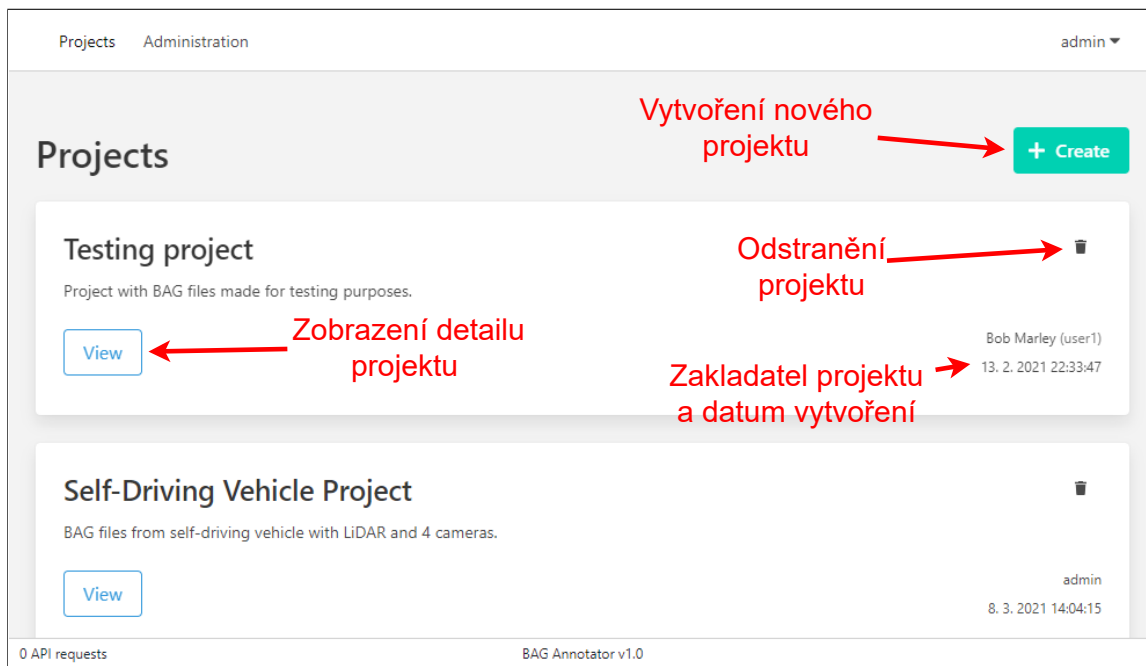 Projects Administration admin
Vytvoření nového
projektu
Projects
+ Create
Testing project
Odstranění
projektu
Project with BAG files made for testing purposes.
View
Zobrazení detailu
projektu
Bob Marley (user1)
13. 2. 2021 22:33:47
Zakladatel projektu
a datum vytvoření
Self-Driving Vehicle Project
BAG files from self-driving vehicle with LiDAR and 4 cameras.
View
admin
8. 3. 2021 14:04:15
0 API requests BAG Annotator v1.0